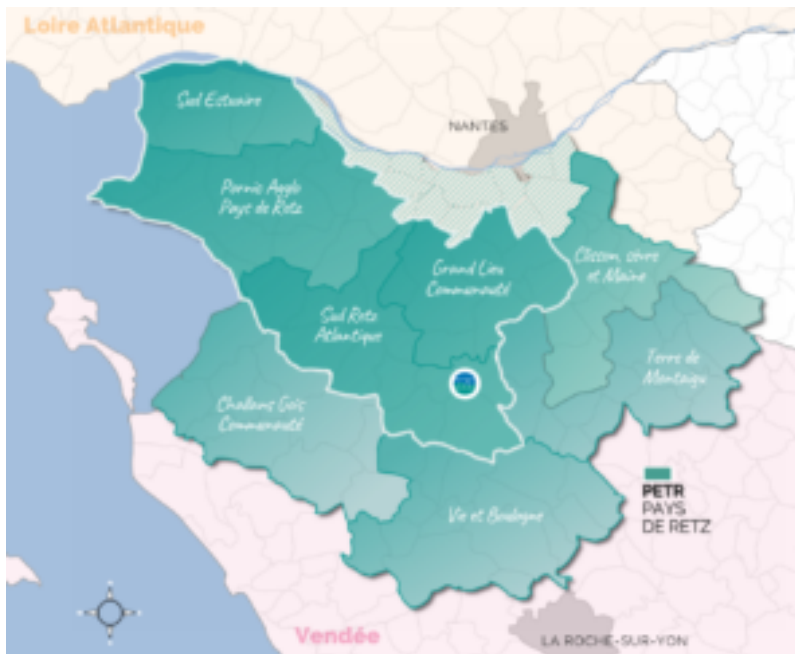 Loire Atlantique
Sud Estuaire
NANTES
Pornic Agglo
Pays de Retz
Clisson, sèvre
et Maine
Grand Lieu
Communauté
Sud Retz
Atlantique
Terre de
Montaigu
Challans Gois
Communauté
PETR
PAYS
DE RETZ
Vie et Boulogne
Vendée
LA ROCHE-SUR-YON